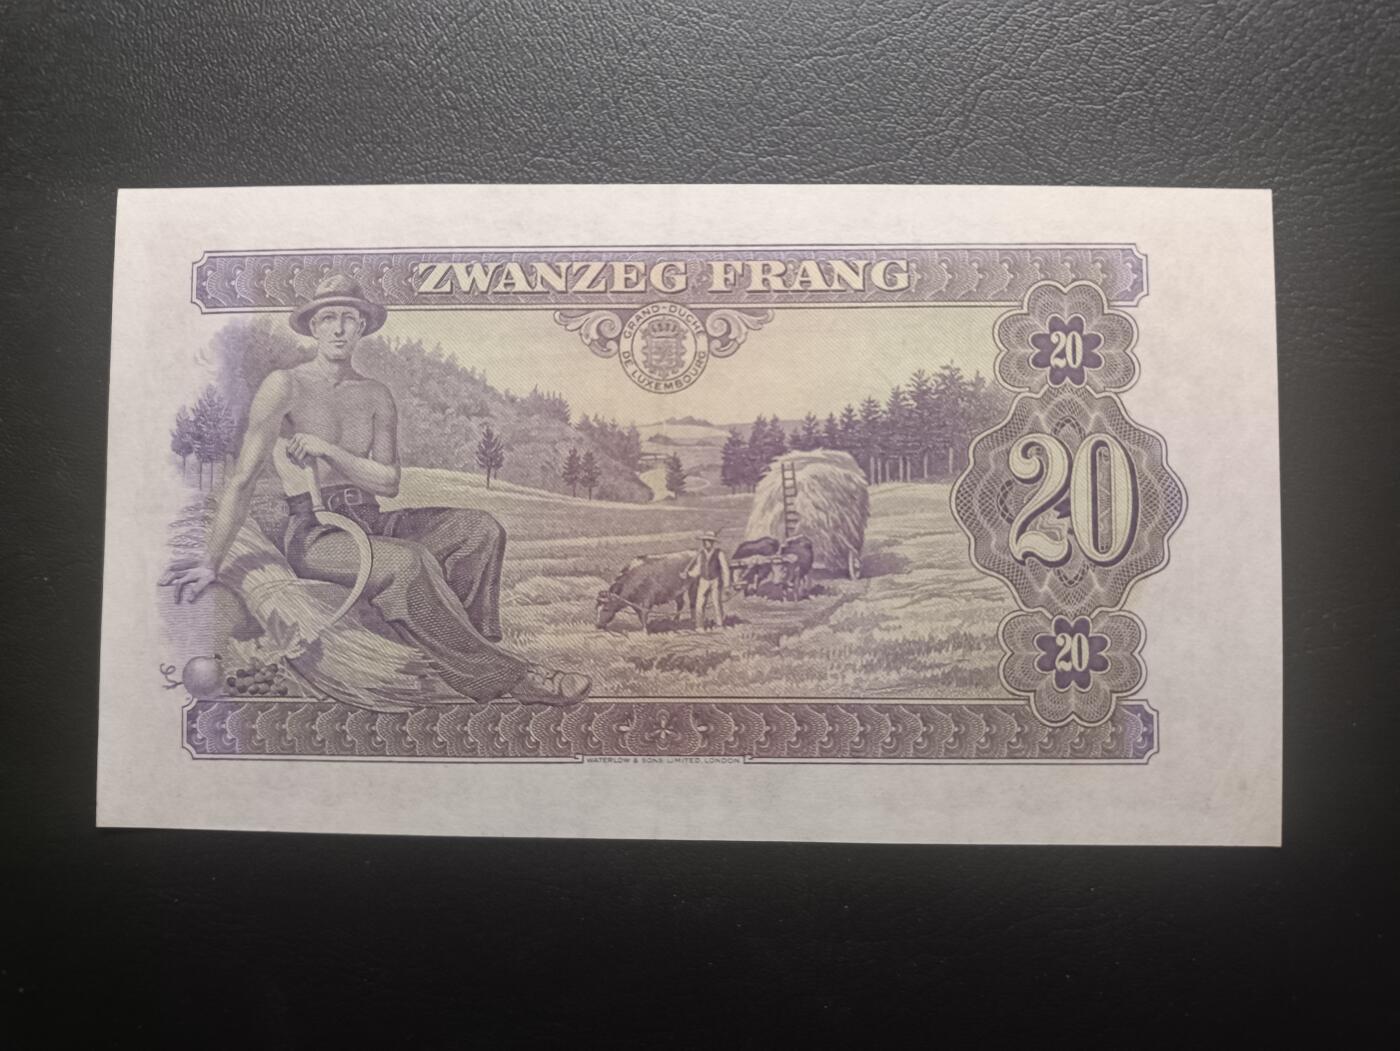 ZWANZEG FRANG
GRAND-DUCHÉ
DE LUXEMBOURG
20
20
20
WATERLOW & SONS LIMITED, LONDON